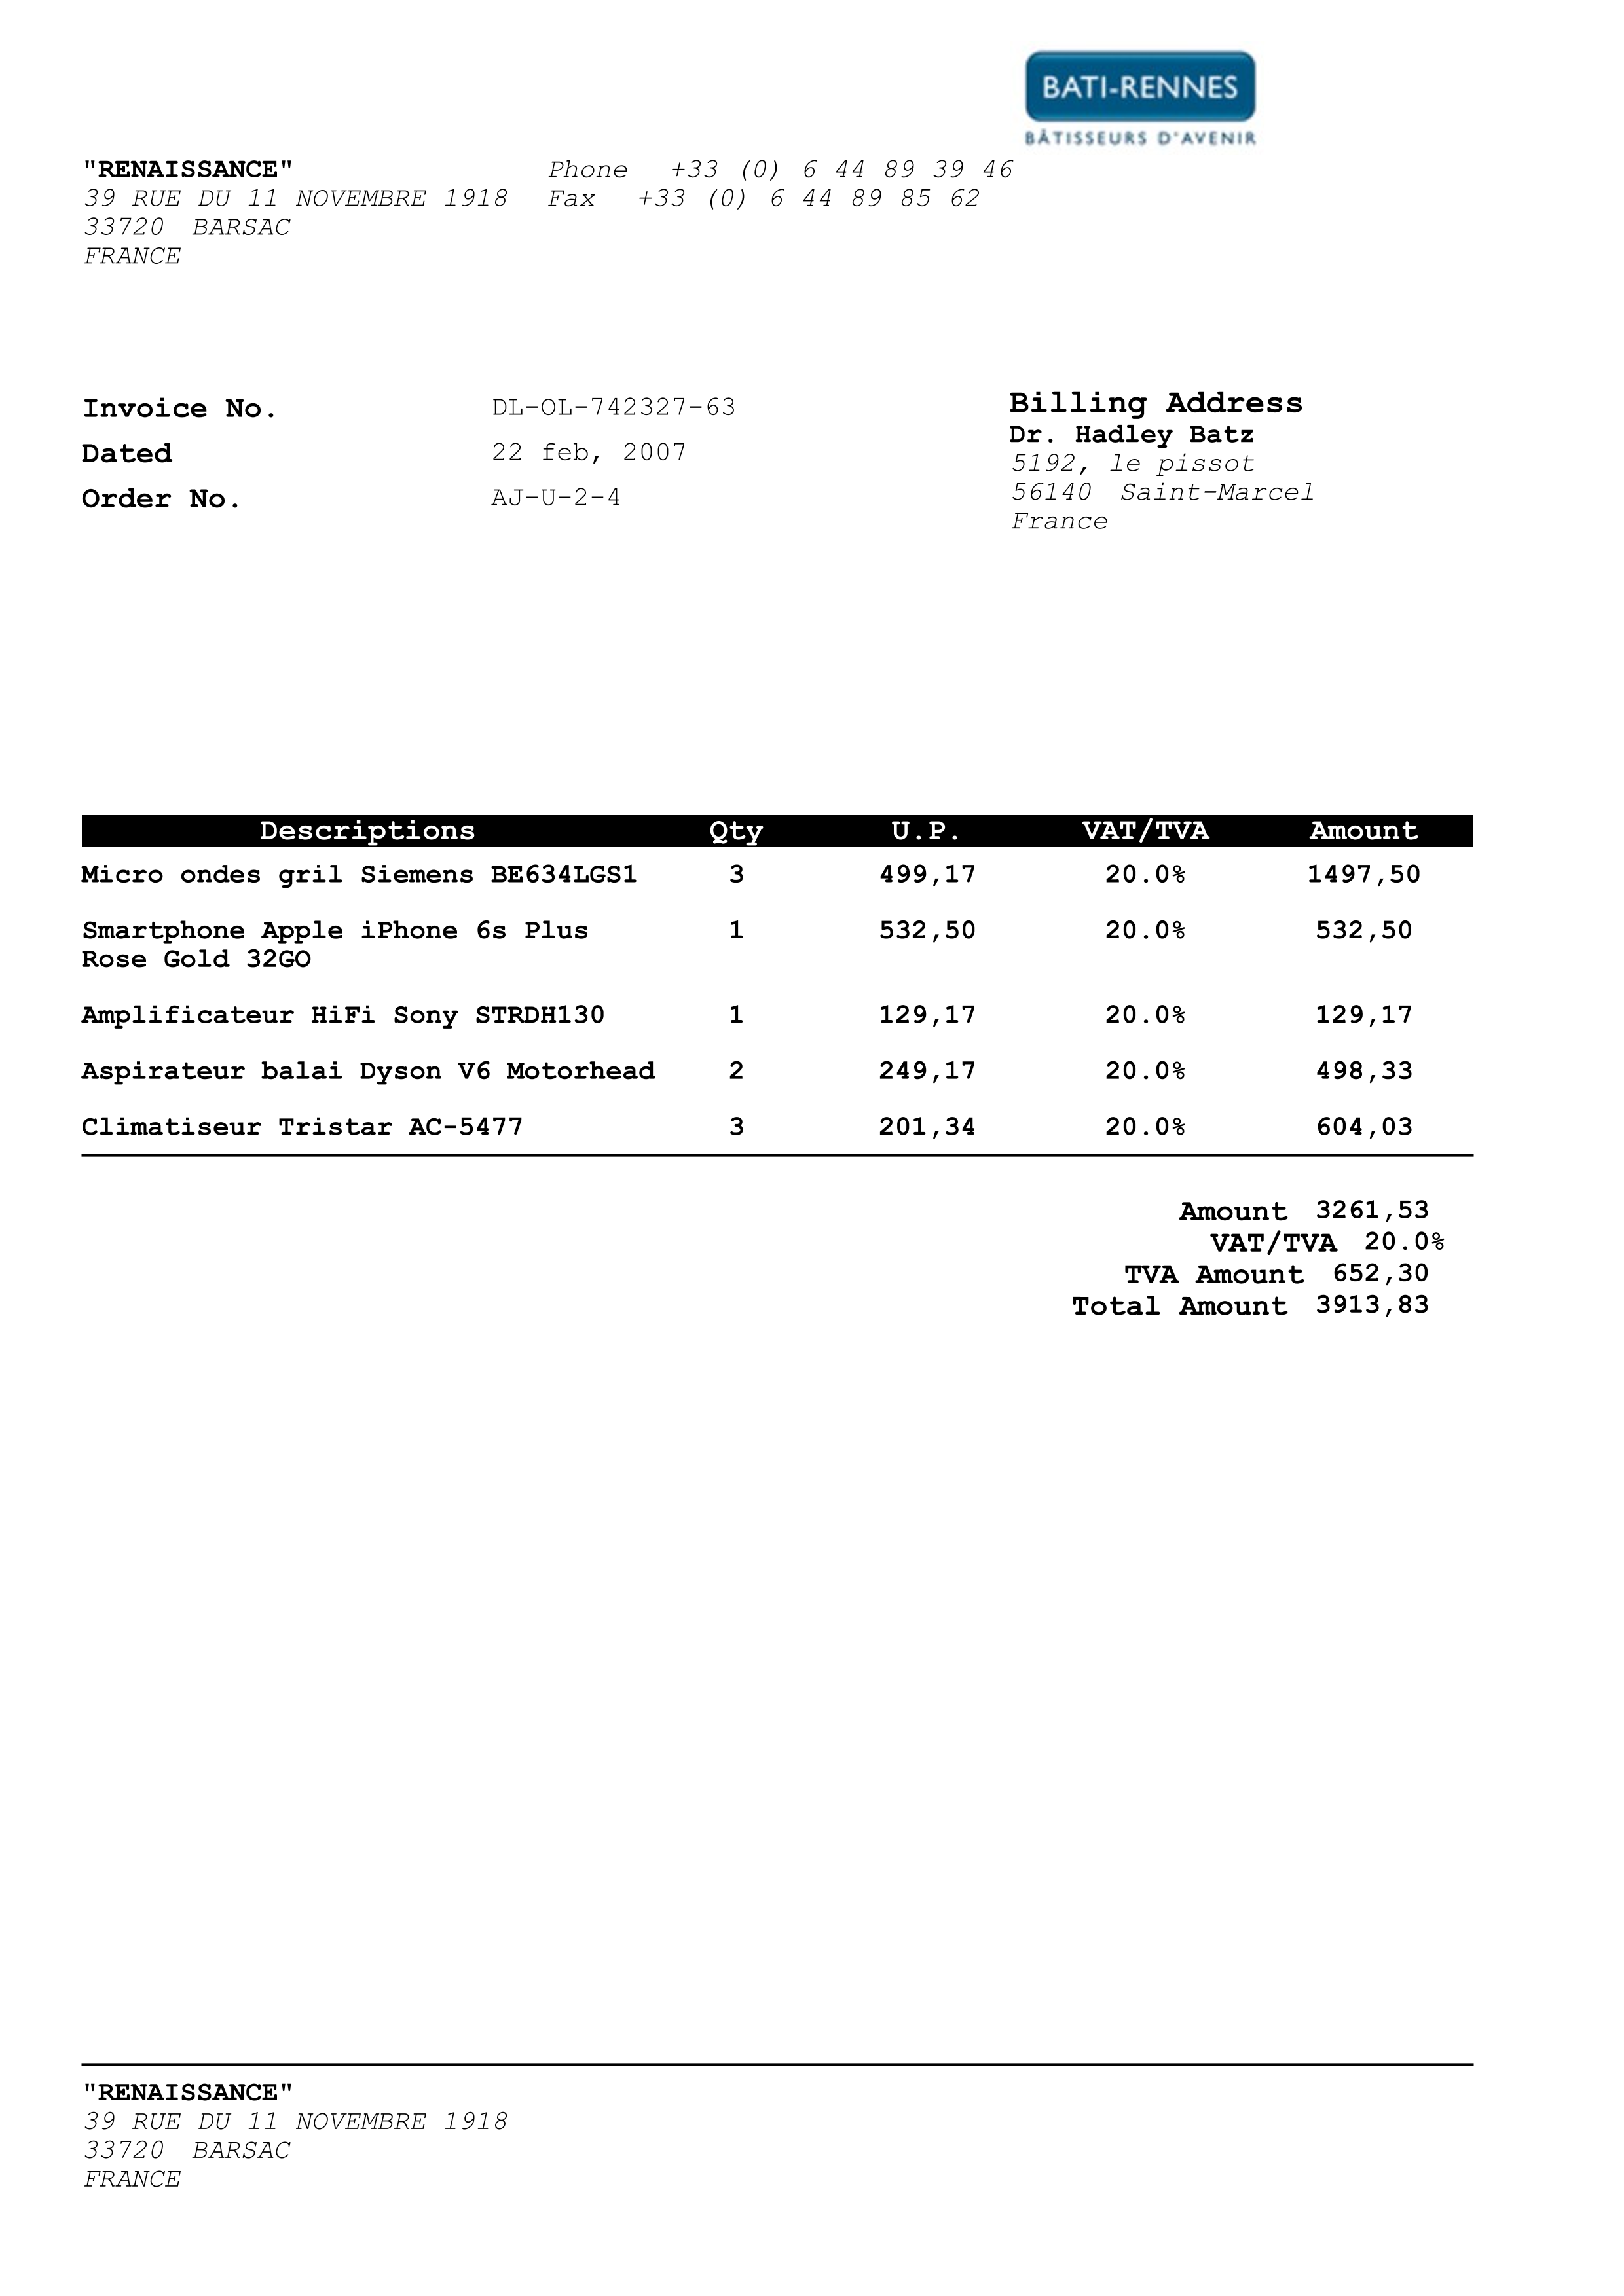 BATI-RENNES
BÂTISSEURS D'AVENIR
"RENAISSANCE"
39 RUE DU 11 NOVEMBRE 1918
33720 BARSAC
FRANCE
Phone +33 (0) 6 44 89 39 46
Fax +33 (0) 6 44 89 85 62
Invoice No. DL-OL-742327-63
Dated 22 feb, 2007
Order No. AJ-U-2-4
Billing Address
Dr. Hadley Batz
5192, le pissot
56140 Saint-Marcel
France
Descriptions Qty U.P. VAT/TVA Amount
Micro ondes gril Siemens BE634LGS1 3 499,17 20.0% 1497,50
Smartphone Apple iPhone 6s Plus 1 532,50 20.0% 532,50
Rose Gold 32GO
Amplificateur HiFi Sony STRDH130 1 129,17 20.0% 129,17
Aspirateur balai Dyson V6 Motorhead 2 249,17 20.0% 498,33
Climatiseur Tristar AC-5477 3 201,34 20.0% 604,03
Amount 3261,53
VAT/TVA 20.0%
TVA Amount 652,30
Total Amount 3913,83
"RENAISSANCE"
39 RUE DU 11 NOVEMBRE 1918
33720 BARSAC
FRANCE